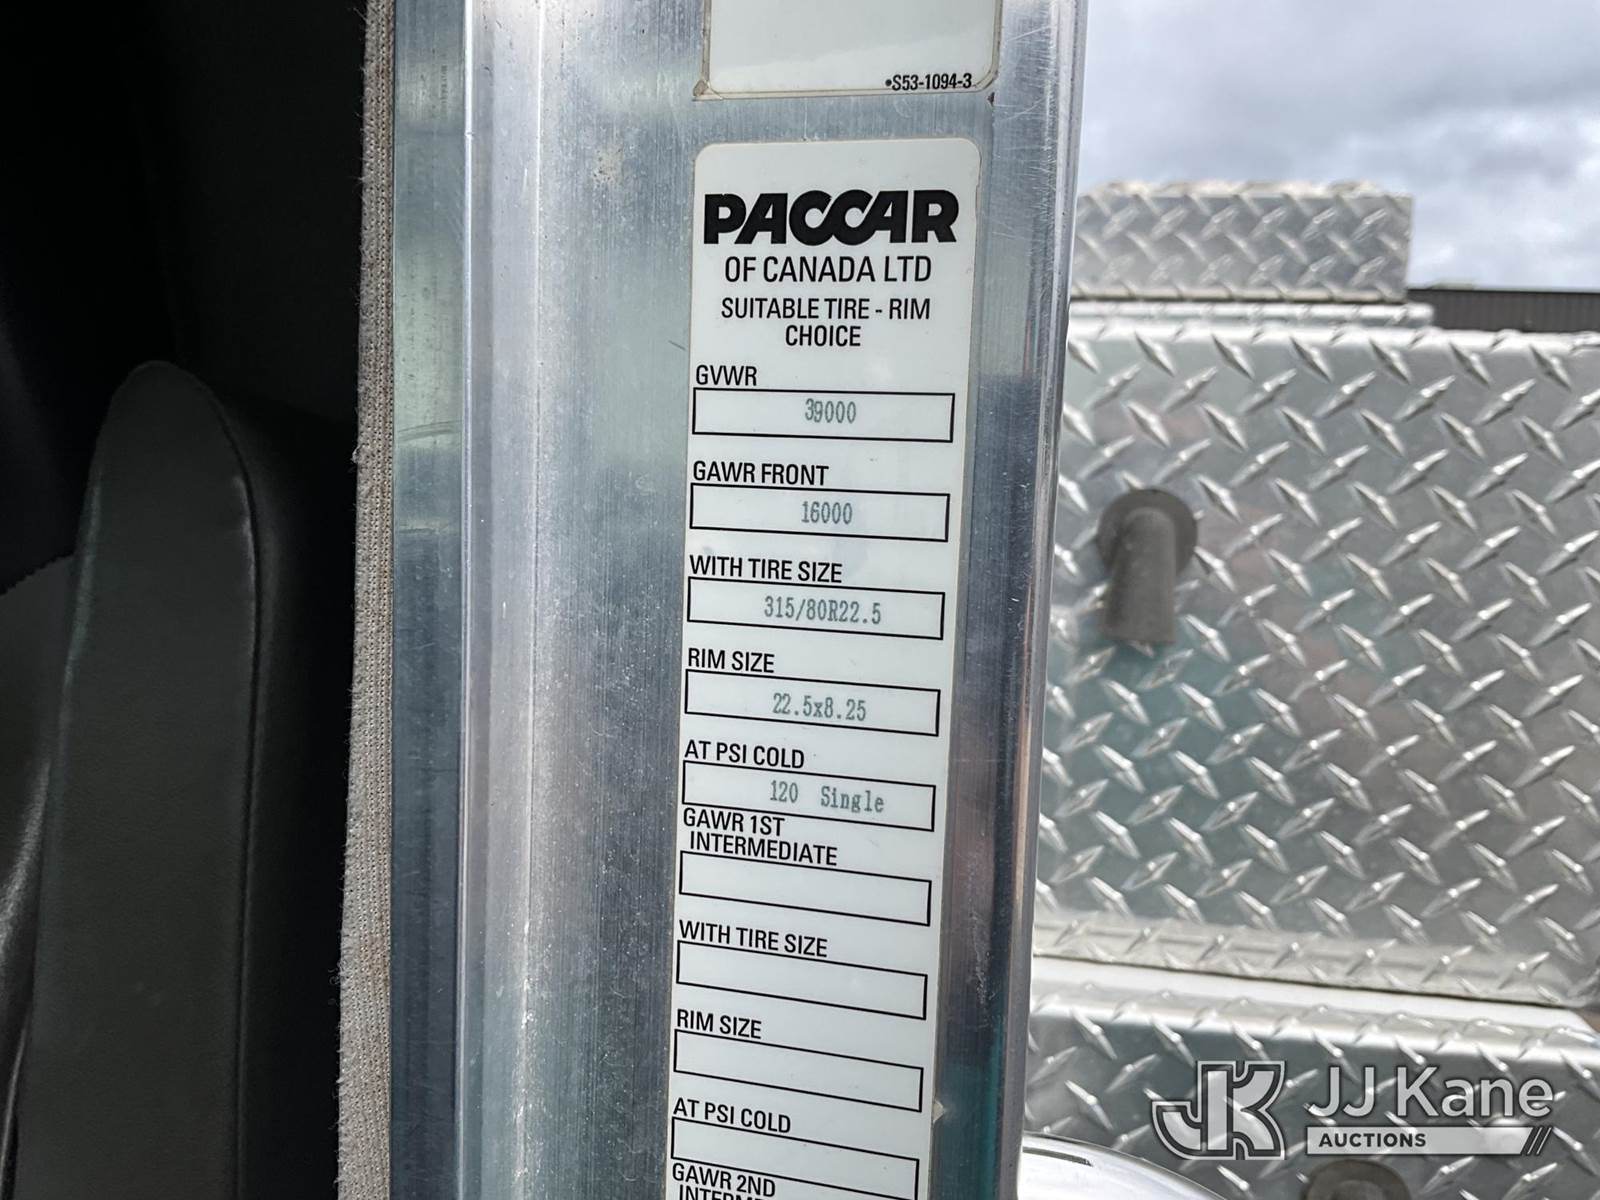 •S53-1094-3
PACCAR
OF CANADA LTD
SUITABLE TIRE - RIM
CHOICE
GVWR
39000
GAWR FRONT
16000
WITH TIRE SIZE
315/80R22.5
RIM SIZE
22.5x8.25
AT PSI COLD
120 Single
GAWR 1ST
INTERMEDIATE
WITH TIRE SIZE
RIM SIZE
AT PSI COLD
GAWR 2ND
JK JJ Kane
AUCTIONS